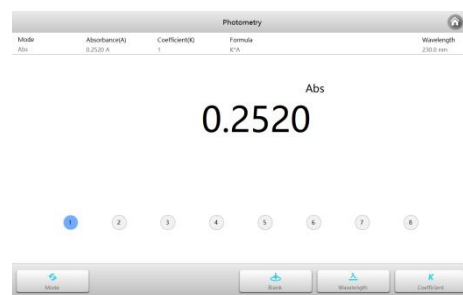 Photometry
Mode Absorbance(A) Coefficient(K) Formula Wavelength
Abs 0.2520 A 1 K*A 230.0 nm
Abs
0.2520
1 2 3 4 5 6 7 8
Mode Blank Wavelength K Coefficient